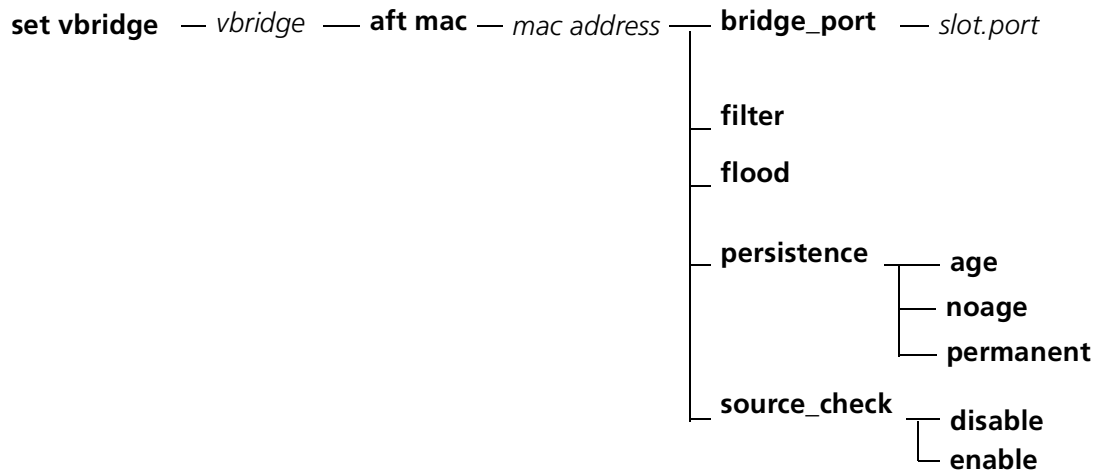 set vbridge vbridge aft mac mac address bridge_port slot.port
filter
flood
persistence age
noage
permanent
source_check disable
enable